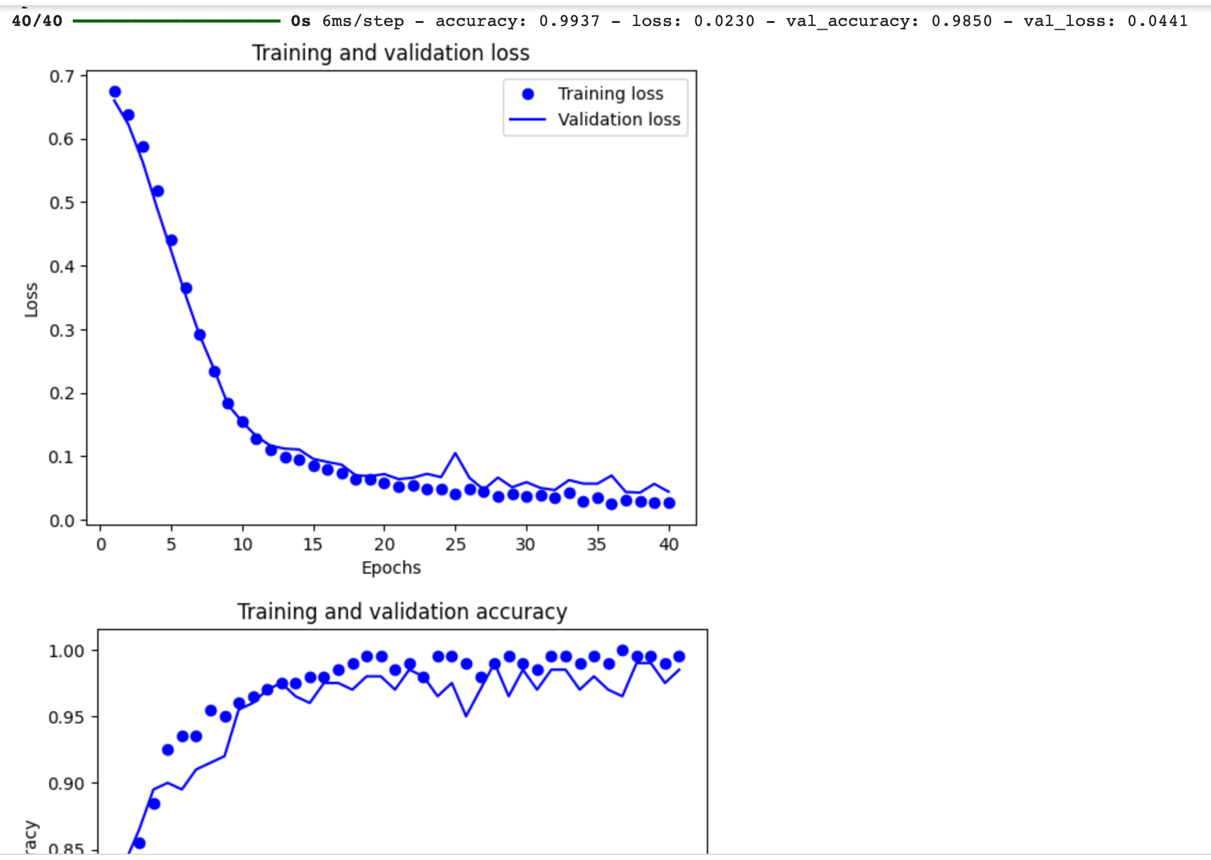 40/40 ━━━━━━━━━━━━━━━━━━━━ 0s 6ms/step - accuracy: 0.9937 - loss: 0.0230 - val_accuracy: 0.9850 - val_loss: 0.0441
Training and validation loss
0.7
0.6
0.5
0.4
0.3
0.2
0.1
0.0
Loss
Training loss
Validation loss
0 5 10 15 20 25 30 35 40
Epochs
Training and validation accuracy
1.00
0.95
0.90
0.85
racy